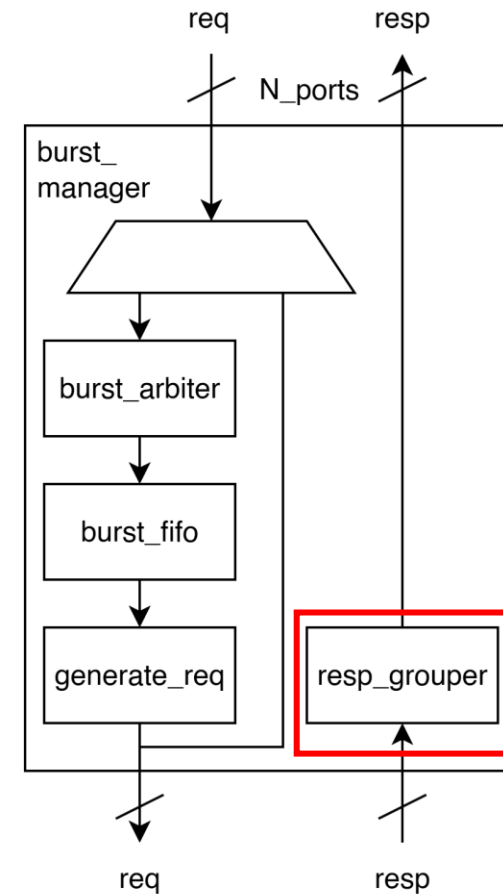 req
resp
N_ports
burst_
manager
burst_arbiter
burst_fifo
generate_req
resp_grouper
req
resp